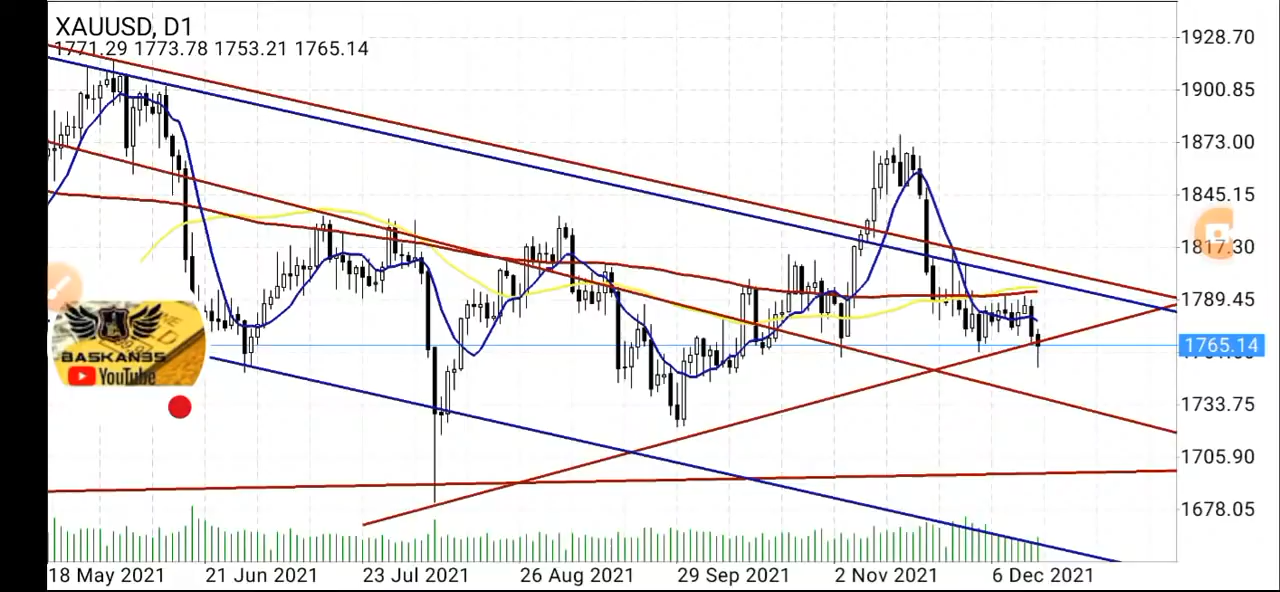 XAUUSD, D1
1771.29 1773.78 1753.21 1765.14
1928.70
1900.85
1873.00
1845.15
1817.30
1789.45
1765.14
1733.75
1705.90
1678.05
BASKAN35
YouTube
18 May 2021
21 Jun 2021
23 Jul 2021
26 Aug 2021
29 Sep 2021
2 Nov 2021
6 Dec 2021